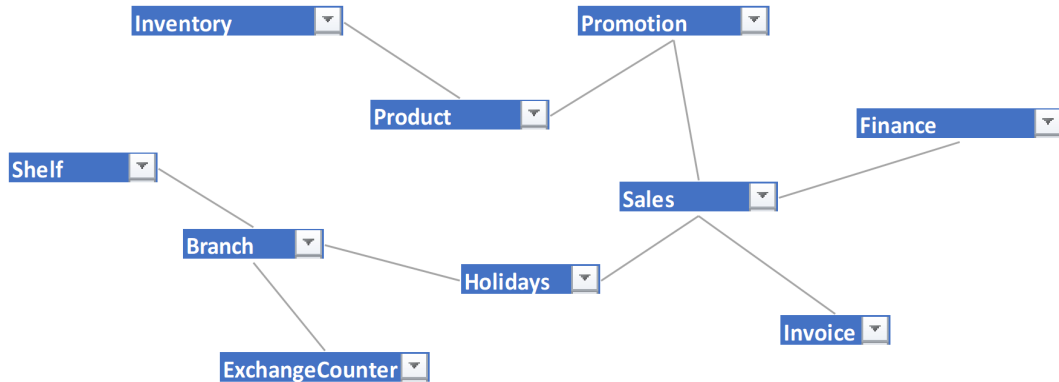 Inventory
Promotion
Product
Finance
Shelf
Sales
Branch
Holidays
Invoice
ExchangeCounter